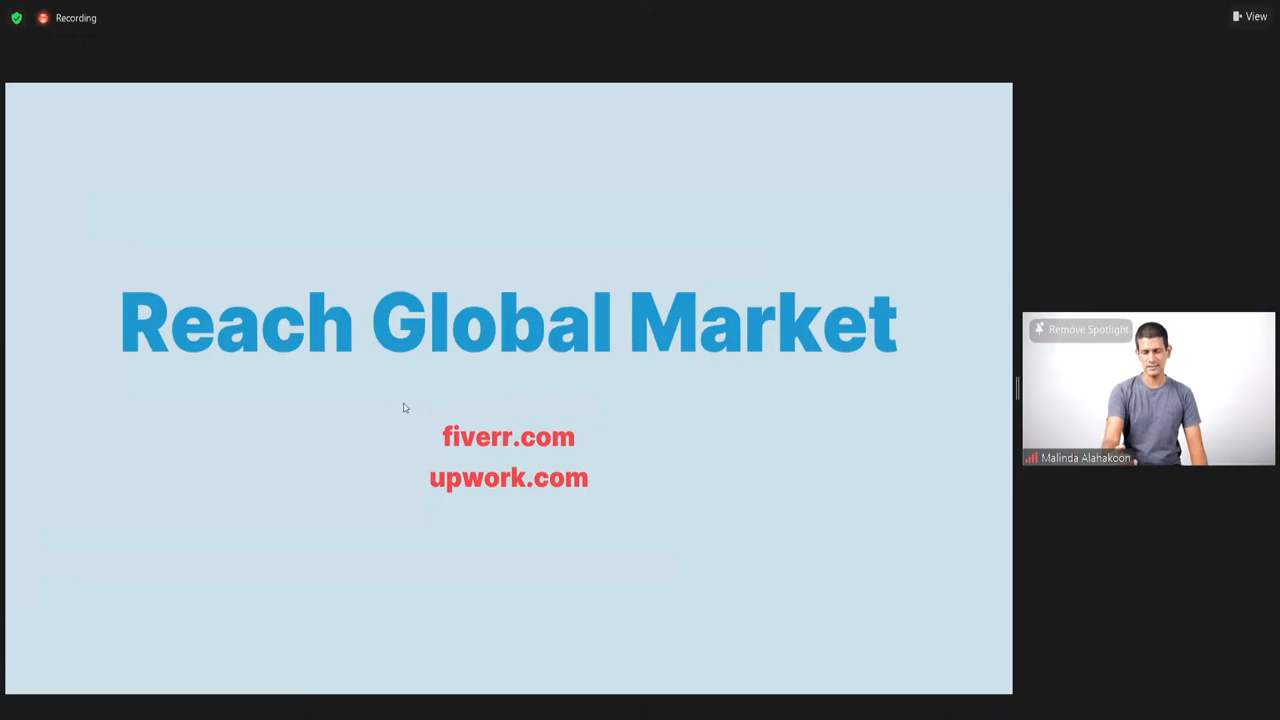 Recording
View
Reach Global Market
fiverr.com
upwork.com
Remove Spotlight
Malinda Alahakoon